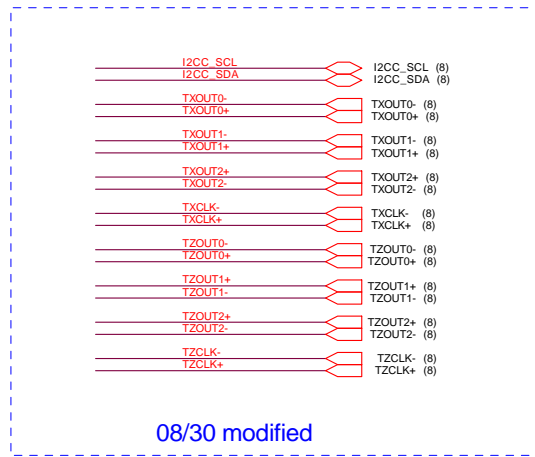 I2CC_SCL I2CC_SCL (8)
I2CC_SDA I2CC_SDA (8)
TXOUT0- TXOUT0- (8)
TXOUT0+ TXOUT0+ (8)
TXOUT1- TXOUT1- (8)
TXOUT1+ TXOUT1+ (8)
TXOUT2+ TXOUT2+ (8)
TXOUT2- TXOUT2- (8)
TXCLK- TXCLK- (8)
TXCLK+ TXCLK+ (8)
TZOUT0- TZOUT0- (8)
TZOUT0+ TZOUT0+ (8)
TZOUT1+ TZOUT1+ (8)
TZOUT1- TZOUT1- (8)
TZOUT2+ TZOUT2+ (8)
TZOUT2- TZOUT2- (8)
TZCLK- TZCLK- (8)
TZCLK+ TZCLK+ (8)
08/30 modified